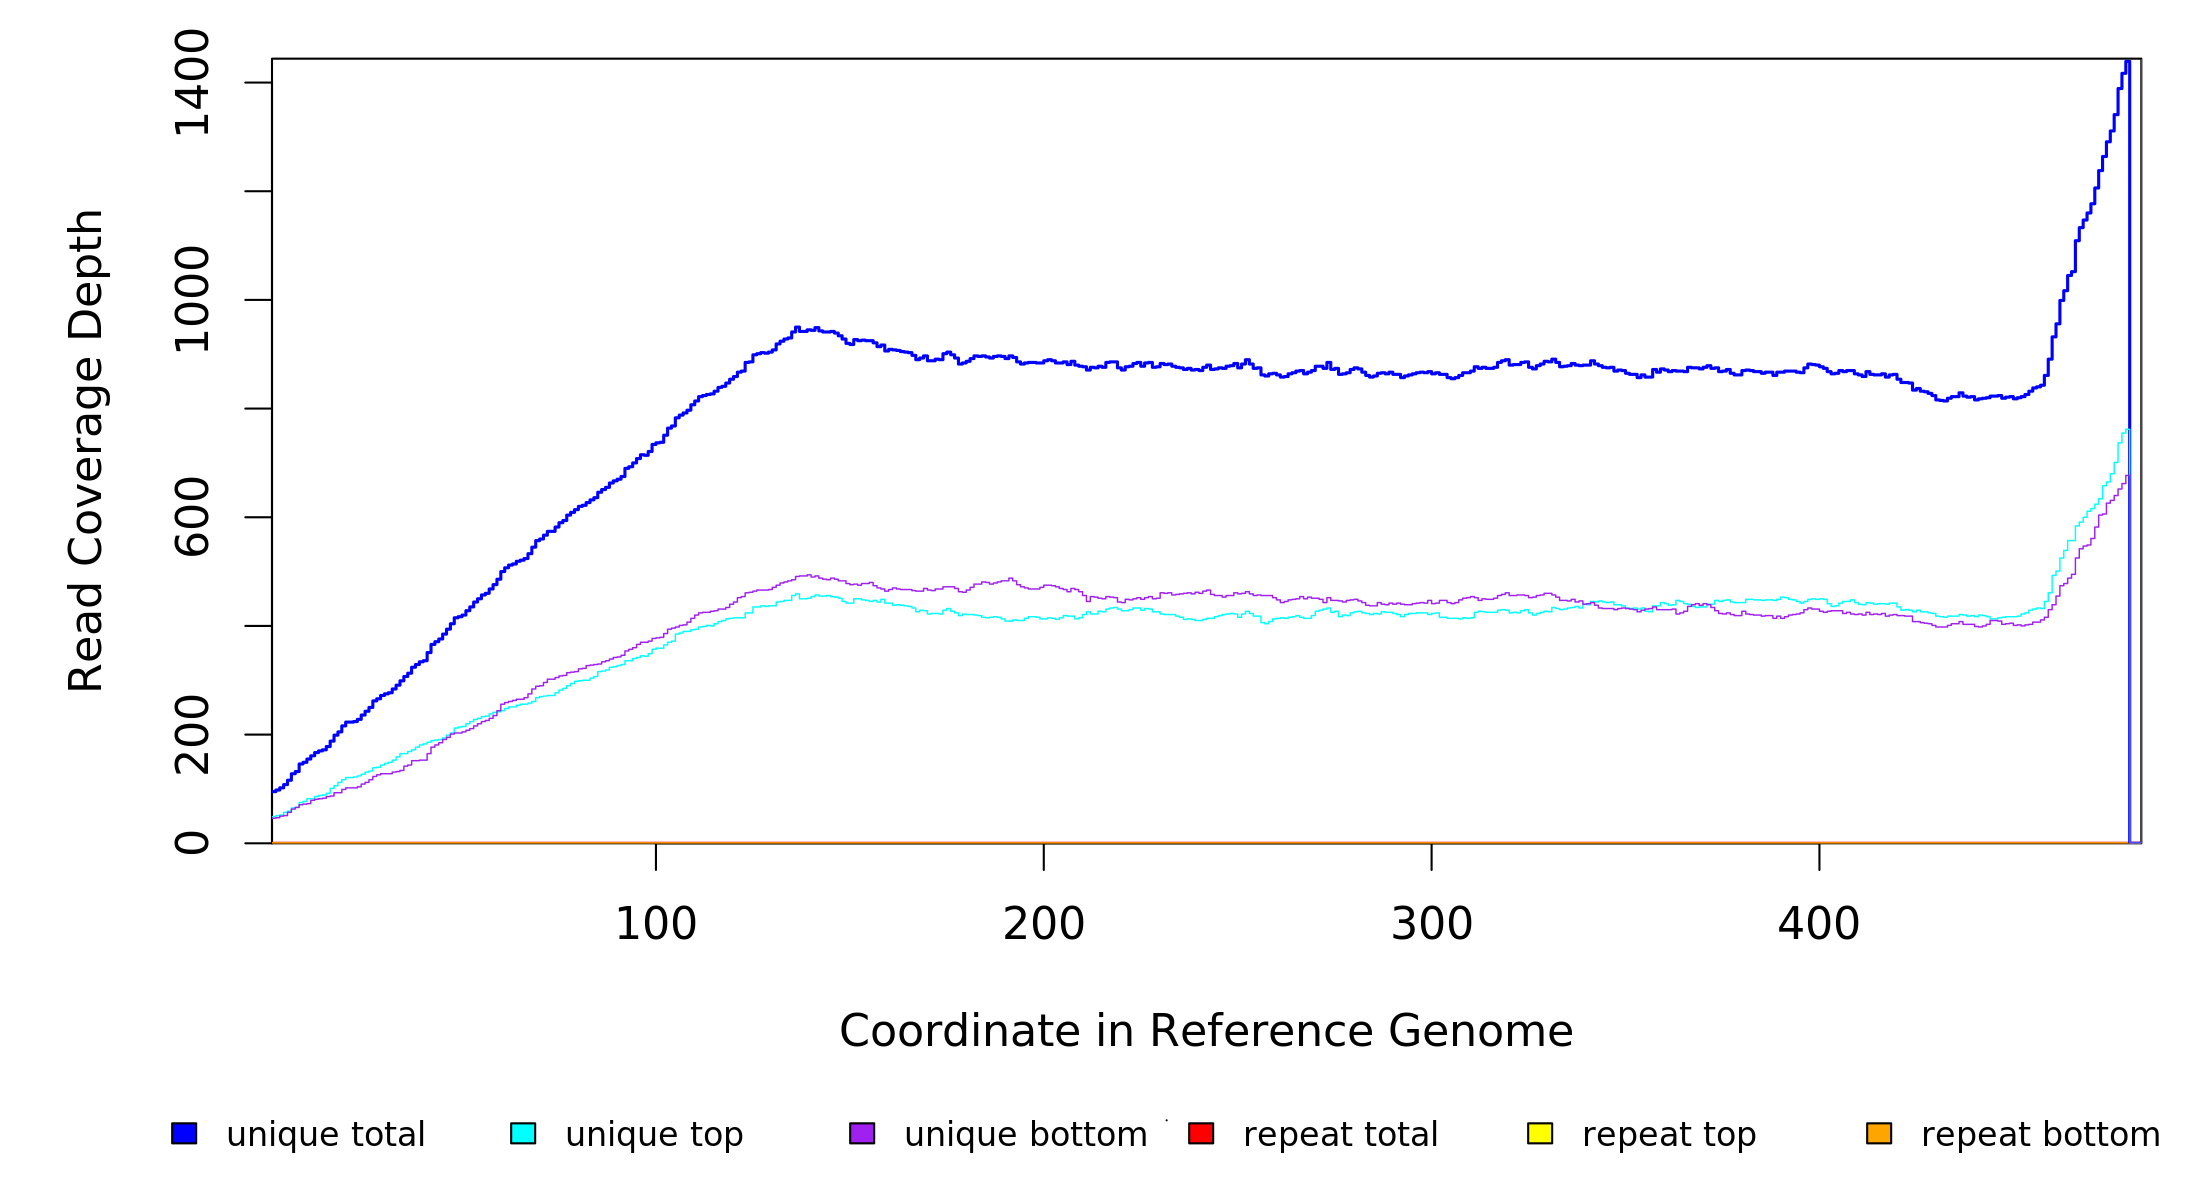 Read Coverage Depth
1400
1000
600
200
0
100 200 300 400
Coordinate in Reference Genome
unique total unique top unique bottom repeat total repeat top repeat bottom